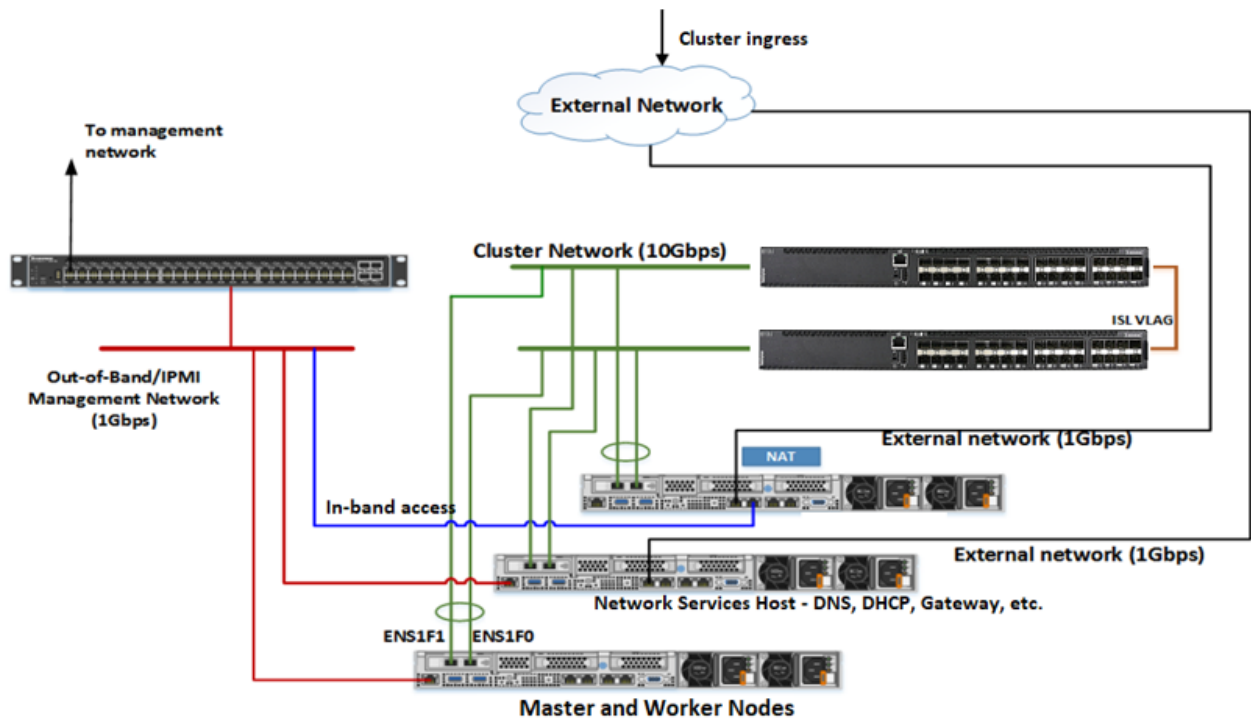 Cluster ingress
External Network
To management
network
Cluster Network (10Gbps)
ISL VLAG
Out-of-Band/IPMI
Management Network
(1Gbps)
External network (1Gbps)
NAT
In-band access
External network (1Gbps)
Network Services Host - DNS, DHCP, Gateway, etc.
ENS1F1
ENS1F0
Master and Worker Nodes